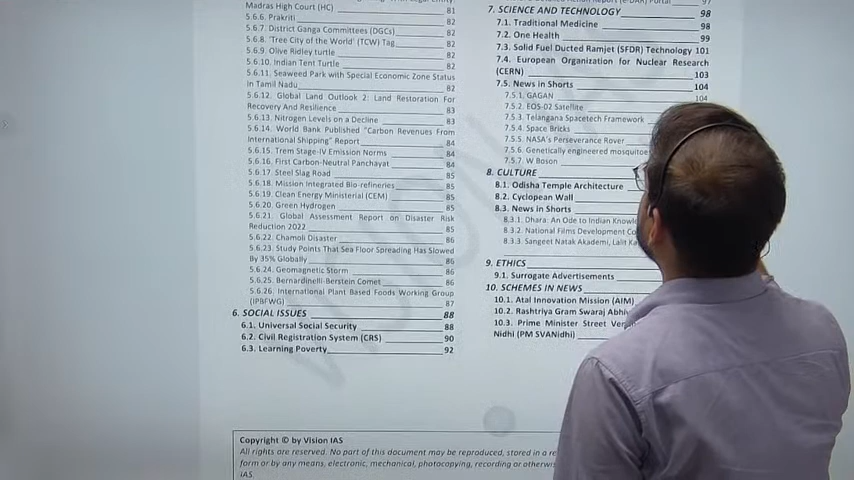 Madras High Court (HC) 81
5.6.6. Prakriti 82
5.6.7. District Ganga Committees (DGCs) 82
5.6.8. 'Tree City of the World' (TCW) Tag 82
5.6.9. Olive Ridley turtle 82
5.6.10. Indian Tent Turtle 82
5.6.11. Seaweed Park with Special Economic Zone Status
in Tamil Nadu 82
5.6.12. Global Land Outlook 2: Land Restoration For
Recovery And Resilience 83
5.6.13. Nitrogen Levels on a Decline 83
5.6.14. World Bank Published "Carbon Revenues From
International Shipping" Report 84
5.6.15. Trem Stage-IV Emission Norms 84
5.6.16. First Carbon-Neutral Panchayat 84
5.6.17. Steel Slag Road 85
5.6.18. Mission Integrated Bio-refineries 85
5.6.19. Clean Energy Ministerial (CEM) 85
5.6.20. Green Hydrogen 85
5.6.21. Global Assessment Report on Disaster Risk
Reduction 2022 85
5.6.22. Chamoli Disaster 86
5.6.23. Study Points That Sea Floor Spreading Has Slowed
By 35% Globally 86
5.6.24. Geomagnetic Storm 86
5.6.25. Bernardinelli-Berstein Comet 86
5.6.26. International Plant Based Foods Working Group
(IPBFWG) 87
6. SOCIAL ISSUES 88
6.1. Universal Social Security 88
6.2. Civil Registration System (CRS) 90
6.3. Learning Poverty 92
97
7. SCIENCE AND TECHNOLOGY 98
7.1. Traditional Medicine 98
7.2. One Health 99
7.3. Solid Fuel Ducted Ramjet (SFDR) Technology 101
7.4. European Organization for Nuclear Research
(CERN) 103
7.5. News in Shorts 104
7.5.1. GAGAN 104
7.5.2. EOS-02 Satellite
7.5.3. Telangana Spacetech Framework
7.5.4. Space Bricks
7.5.5. NASA's Perseverance Rover
7.5.6. Genetically engineered mosquitoes
7.5.7. W Boson
8. CULTURE
8.1. Odisha Temple Architecture
8.2. Cyclopean Wall
8.3. News in Shorts
8.3.1. Dhara: An Ode to Indian
8.3.2. National Films Development
8.3.3. Sangeet Natak Akademi, Lalit
9. ETHICS
9.1. Surrogate Advertisements
10. SCHEMES IN NEWS
10.1. Atal Innovation Mission (AIM)
10.2. Rashtriya Gram Swaraj
10.3. Prime Minister Street
Nidhi (PM SVANidhi)
VISION
Copyright © by Vision IAS
All rights are reserved. No part of this document may be reproduced, stored in a
form or by any means, electronic, mechanical, photocopying, recording or
IAS.